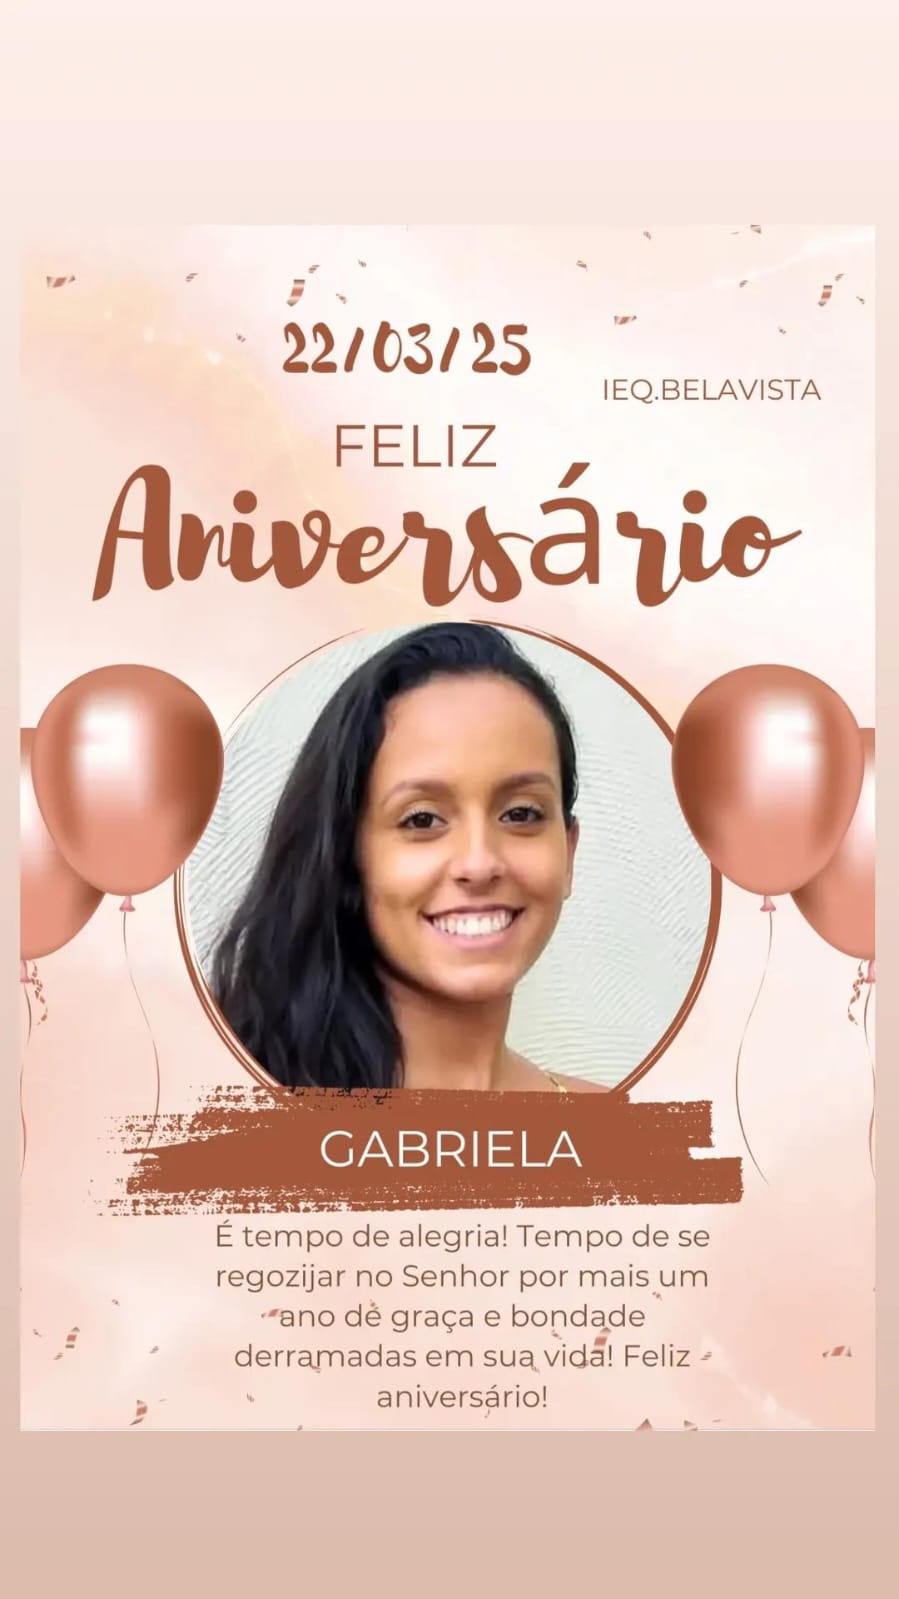 22/03/25
IEQ.BELAVISTA
FELIZ
Aniversário
GABRIELA
É tempo de alegria! Tempo de se
regozijar no Senhor por mais um
ano de graça e bondade
derramadas em sua vida! Feliz
aniversário!